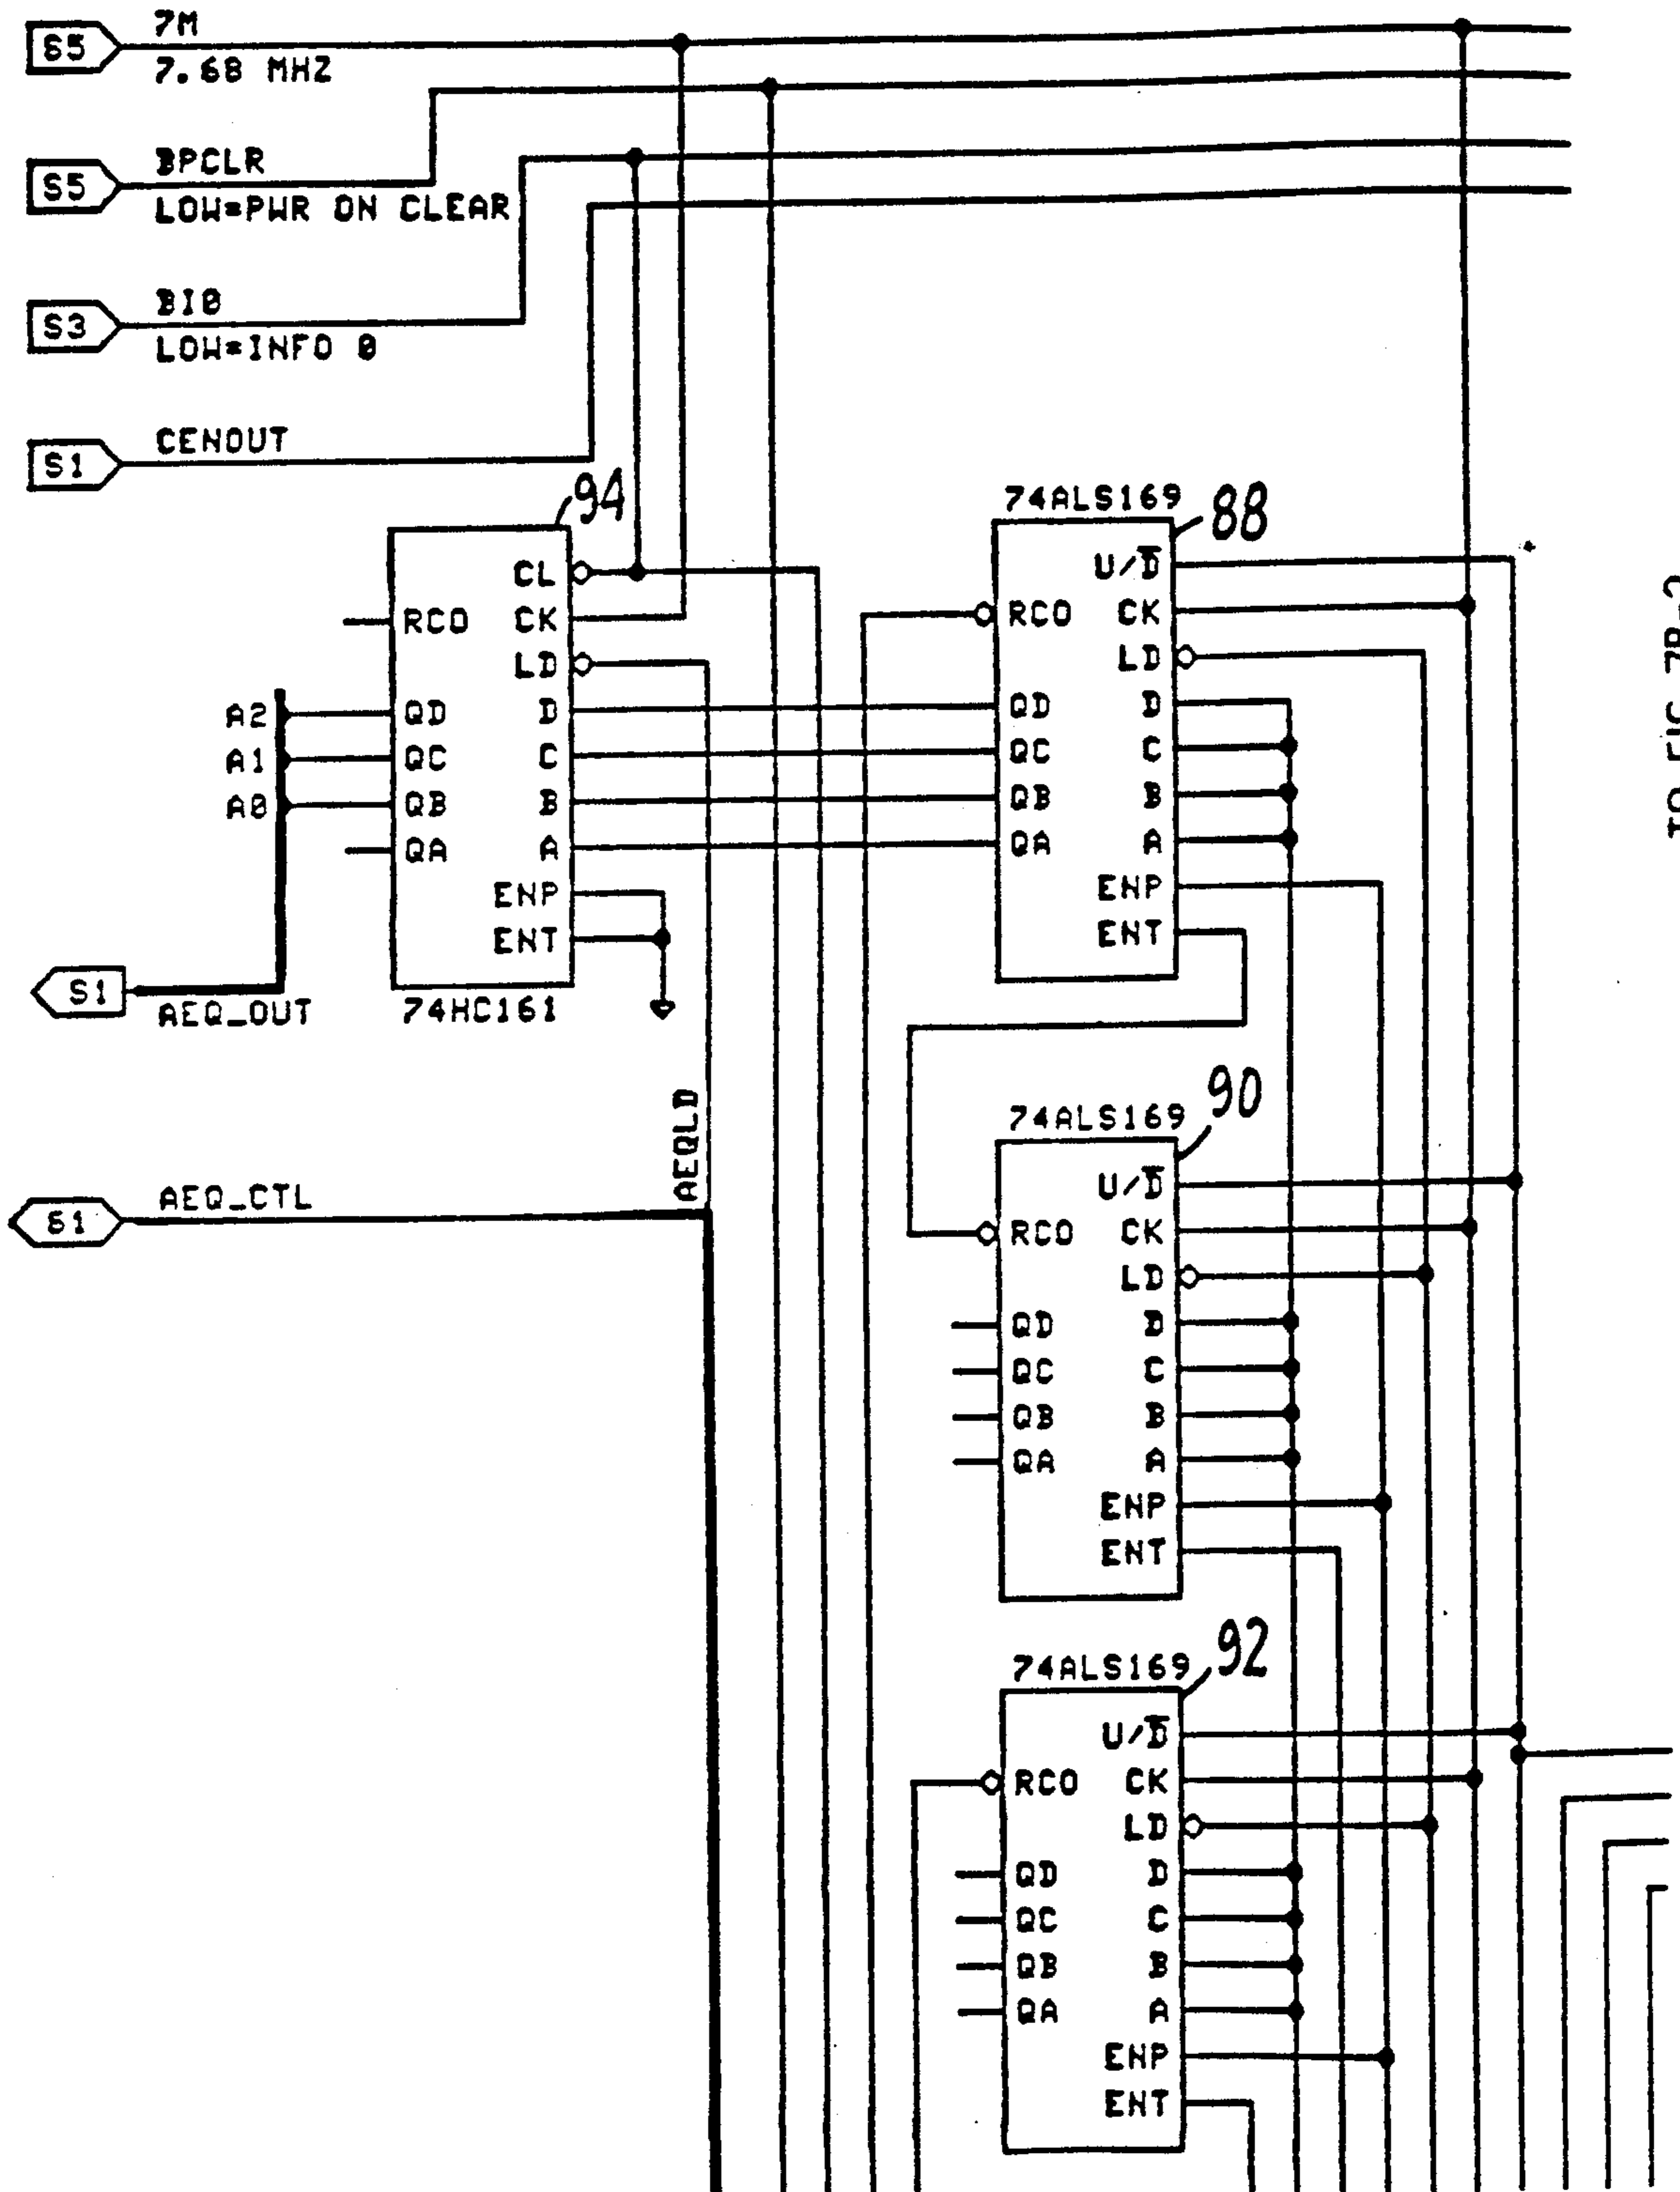 S5
7M
7.68 MHZ
S5
BPCLR
LOW=PWR ON CLEAR
S3
BI0
LOW=INFO 0
S1
CENOUT
94
CL
RCO CK
LD
A2 QD D
A1 QC C
A0 QB B
QA A
ENP
ENT
74HC161
S1
AEQ_OUT
74ALS169 88
U/D̅
RCO CK
LD
QD D
QC C
QB B
QA A
ENP
ENT
AEQLD
S1
AEQ_CTL
74ALS169 90
U/D̅
RCO CK
LD
QD D
QC C
QB B
QA A
ENP
ENT
74ALS169 92
U/D̅
RCO CK
LD
QD D
QC C
QB B
QA A
ENP
ENT